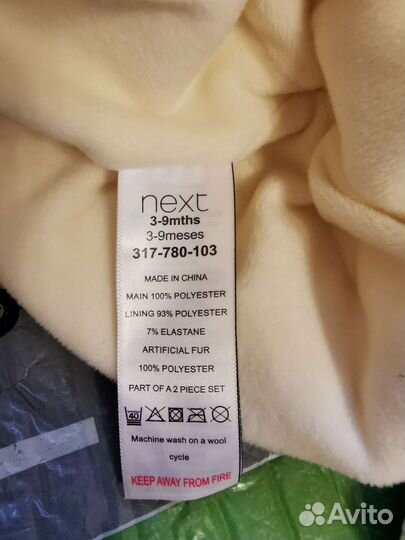 next
3-9mths
3-9meses
317-780-103
MADE IN CHINA
MAIN 100% POLYESTER
LINING 93% POLYESTER
7% ELASTANE
ARTIFICIAL FUR
100% POLYESTER
PART OF A 2 PIECE SET
40
Machine wash on a wool
cycle
KEEP AWAY FROM FIRE
Avito